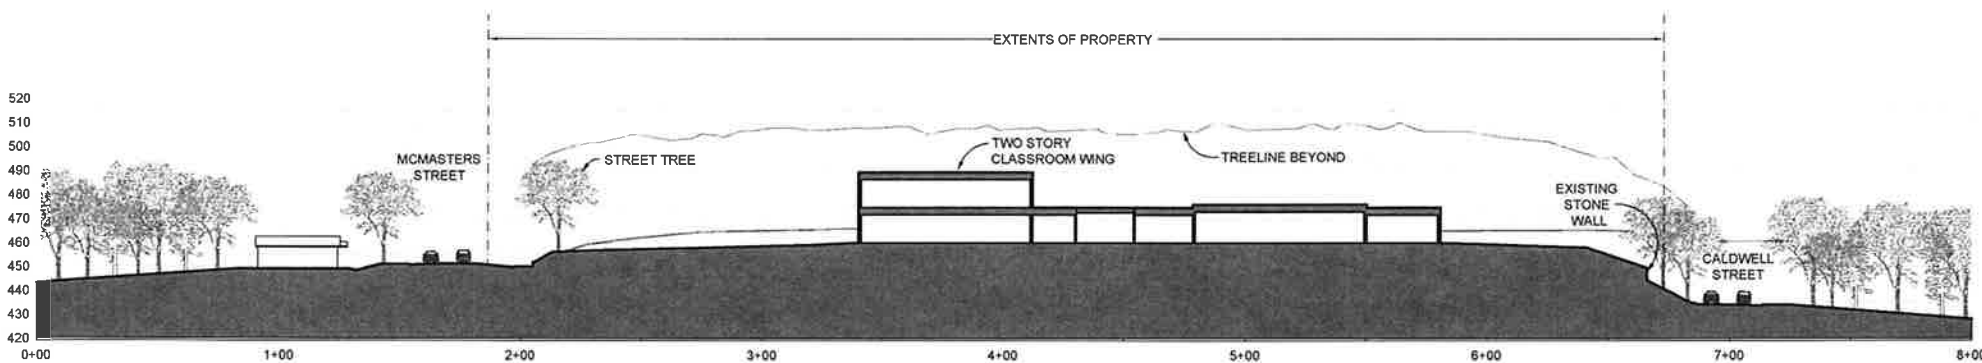 EXTENTS OF PROPERTY
520
510
500
490
480
470
460
450
440
430
420
MCMASTERS
STREET
STREET TREE
TWO STORY
CLASSROOM WING
TREELINE BEYOND
EXISTING
STONE
WALL
CALDWELL
STREET
0+00 1+00 2+00 3+00 4+00 5+00 6+00 7+00